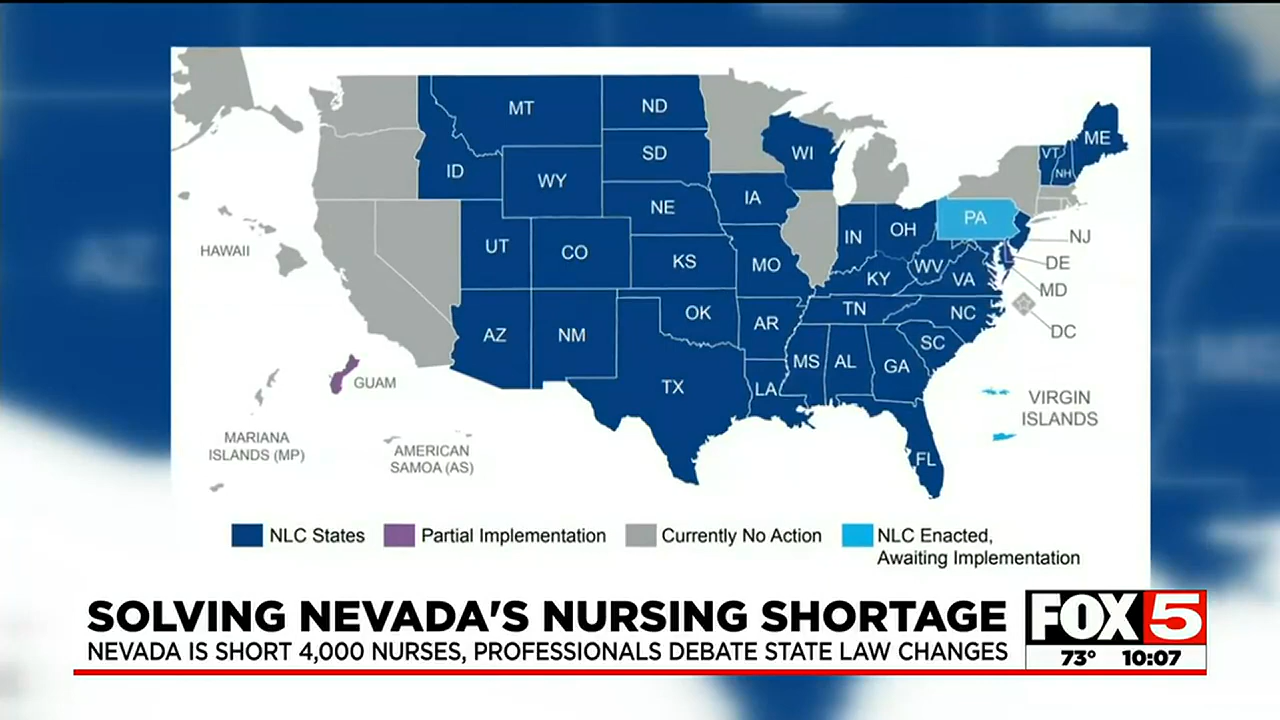 MT
ND
ME
ID
SD
WI
VT
NH
WY
NE
IA
PA
UT
CO
KS
MO
IN
OH
WV
VA
KY
NJ
DE
MD
DC
HAWAII
AZ
NM
OK
AR
TN
NC
SC
MS
AL
GA
TX
LA
FL
GUAM
VIRGIN
ISLANDS
MARIANA
ISLANDS (MP)
AMERICAN
SAMOA (AS)
NLC States
Partial Implementation
Currently No Action
NLC Enacted,
Awaiting Implementation
SOLVING NEVADA'S NURSING SHORTAGE
NEVADA IS SHORT 4,000 NURSES, PROFESSIONALS DEBATE STATE LAW CHANGES
FOX 5
73° 10:07